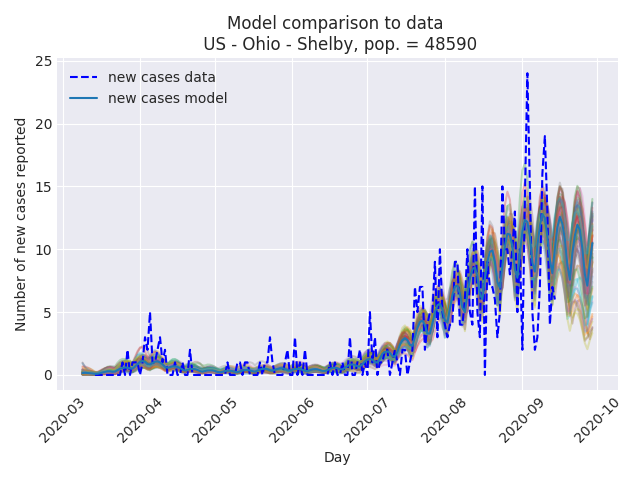 Model comparison to data
US - Ohio - Shelby, pop. = 48590
new cases data
new cases model
Number of new cases reported
25
20
15
10
5
0
2020-03
2020-04
2020-05
2020-06
2020-07
2020-08
2020-09
2020-10
Day